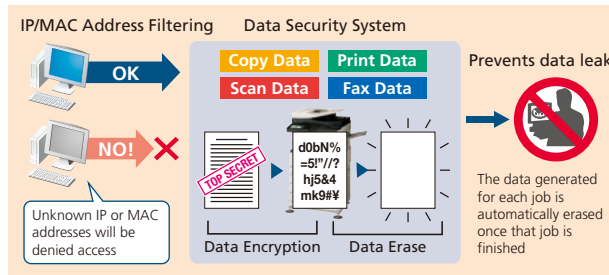 IP/MAC Address Filtering
Data Security System
OK
NO!
Unknown IP or MAC
addresses will be
denied access
Copy Data
Print Data
Scan Data
Fax Data
TOP SECRET
d0bN%
=5!"//?
hj5&4
mk9#¥
Data Encryption
Data Erase
Prevents data leak
The data generated
for each job is
automatically erased
once that job is
finished